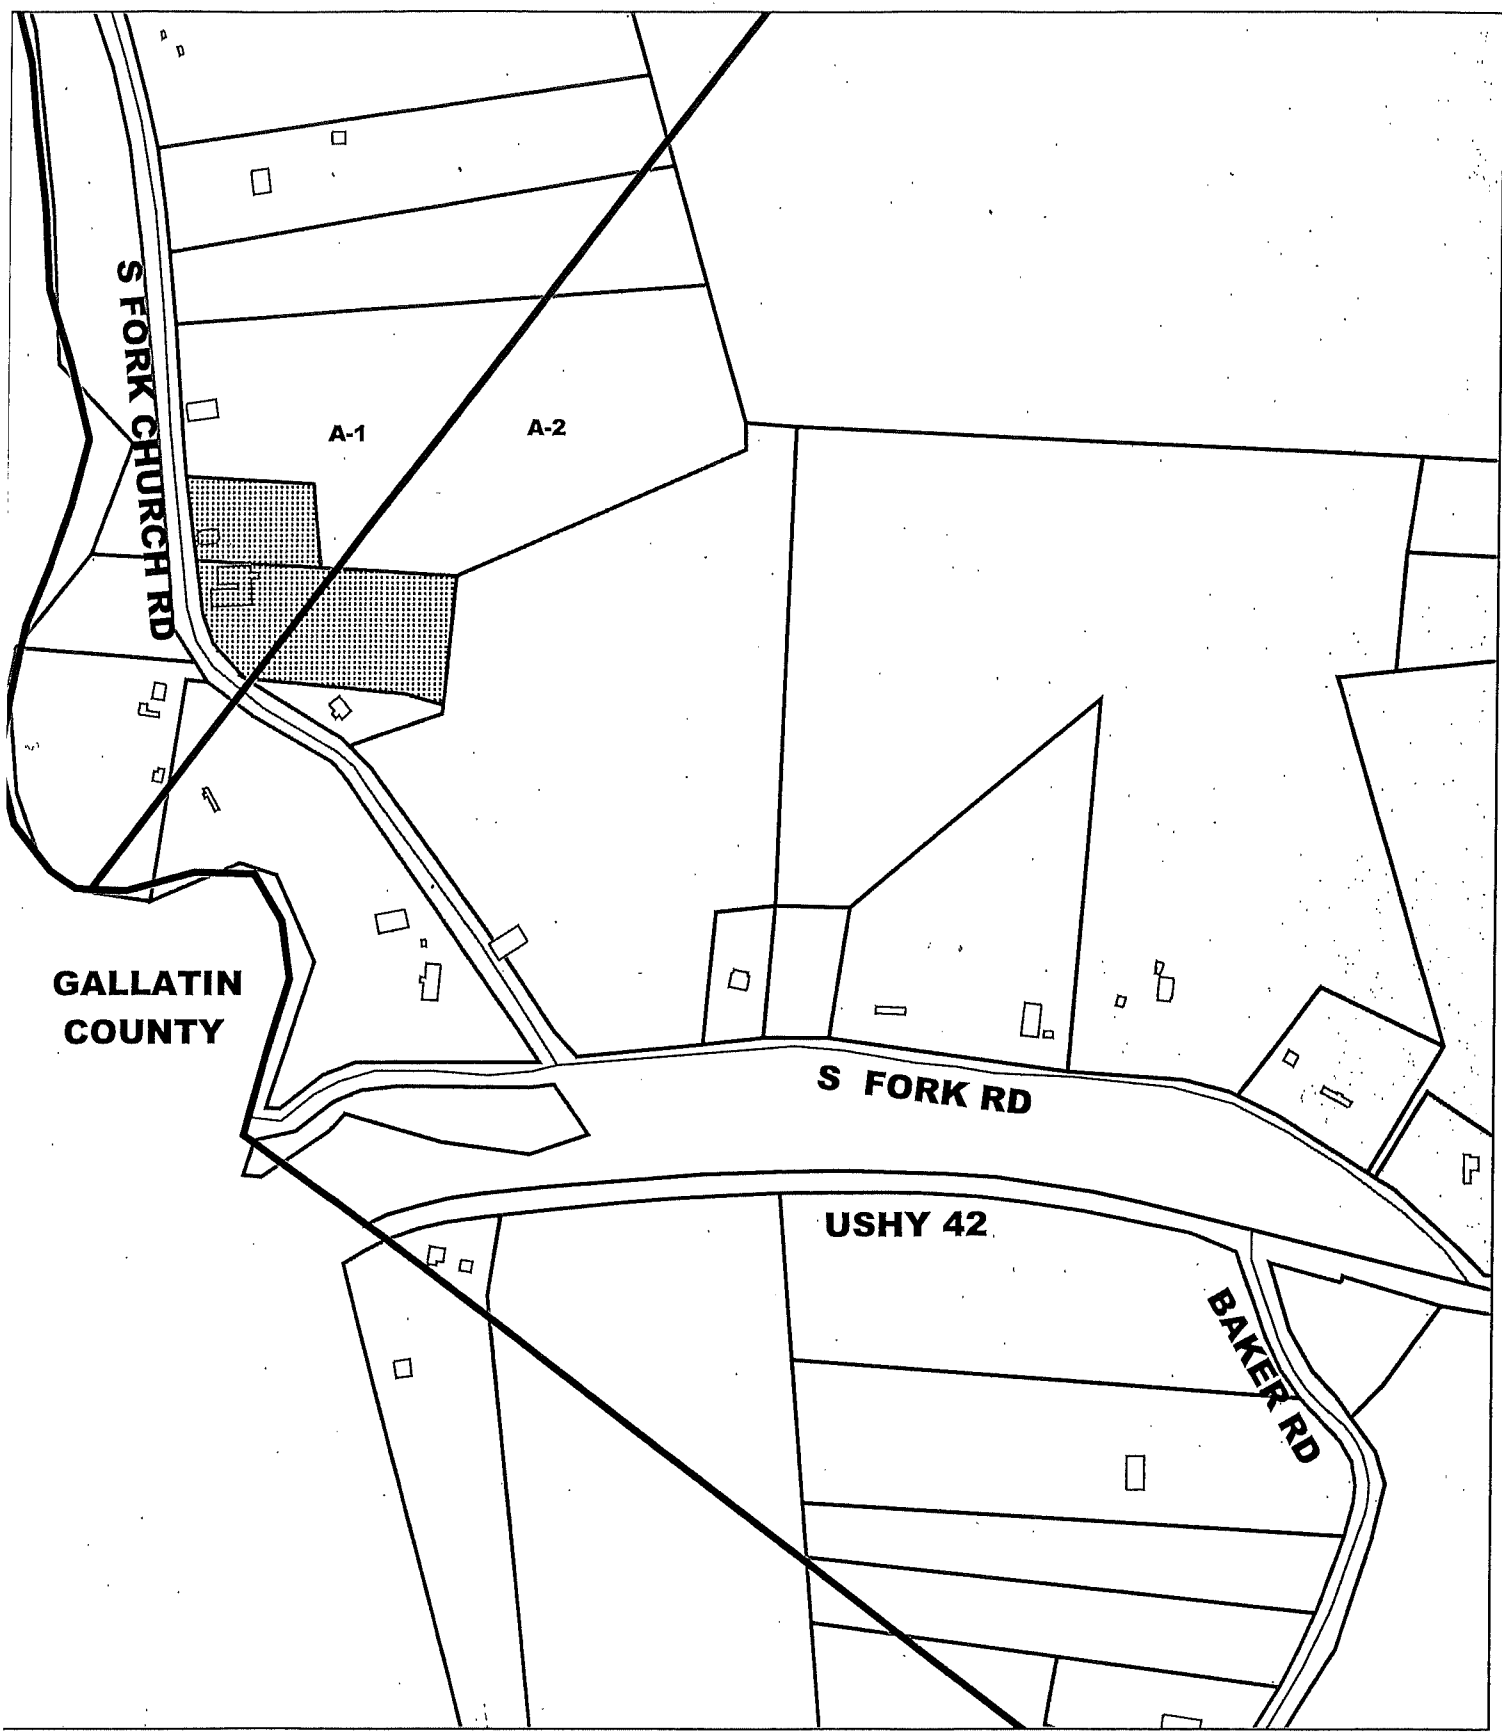 S FORK CHURCH RD
A-1
A-2
GALLATIN
COUNTY
S FORK RD
USHY 42
BAKER RD